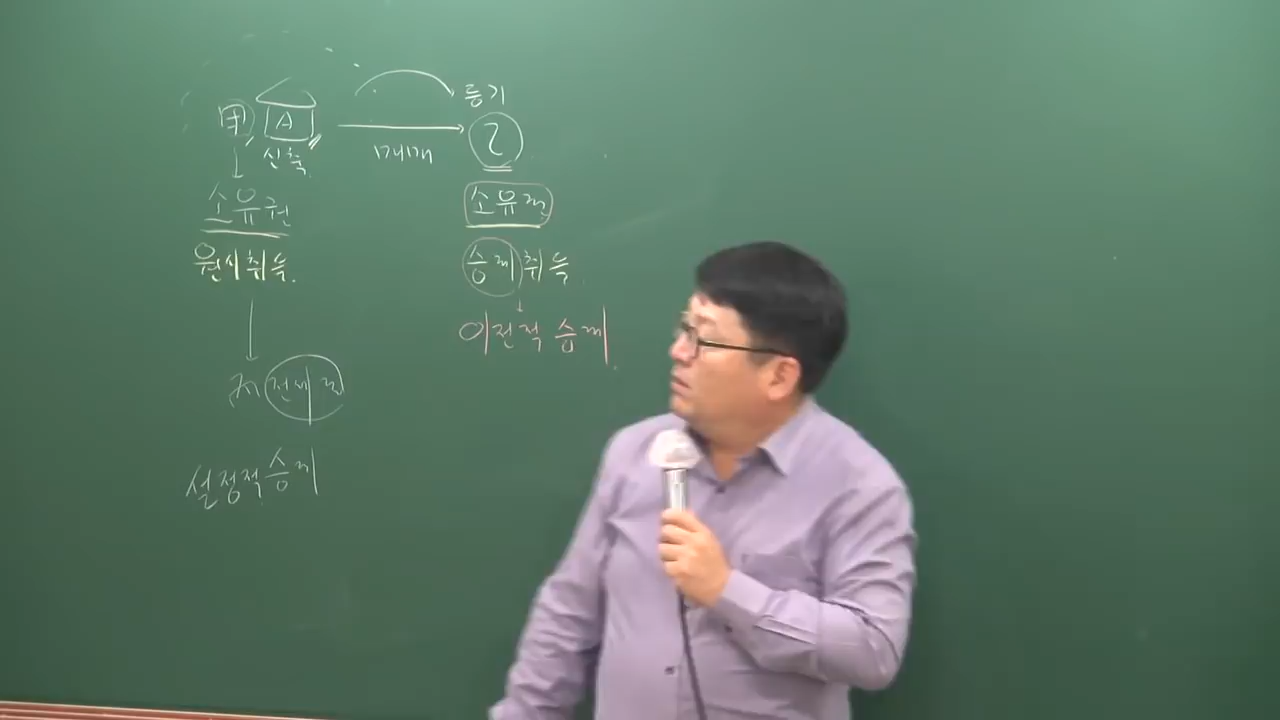 등기
甲 A 乙
신축. 매매
소유권 소유권
원시취득. 승계취득
이전적 승계
丙 전세권
설정적승계